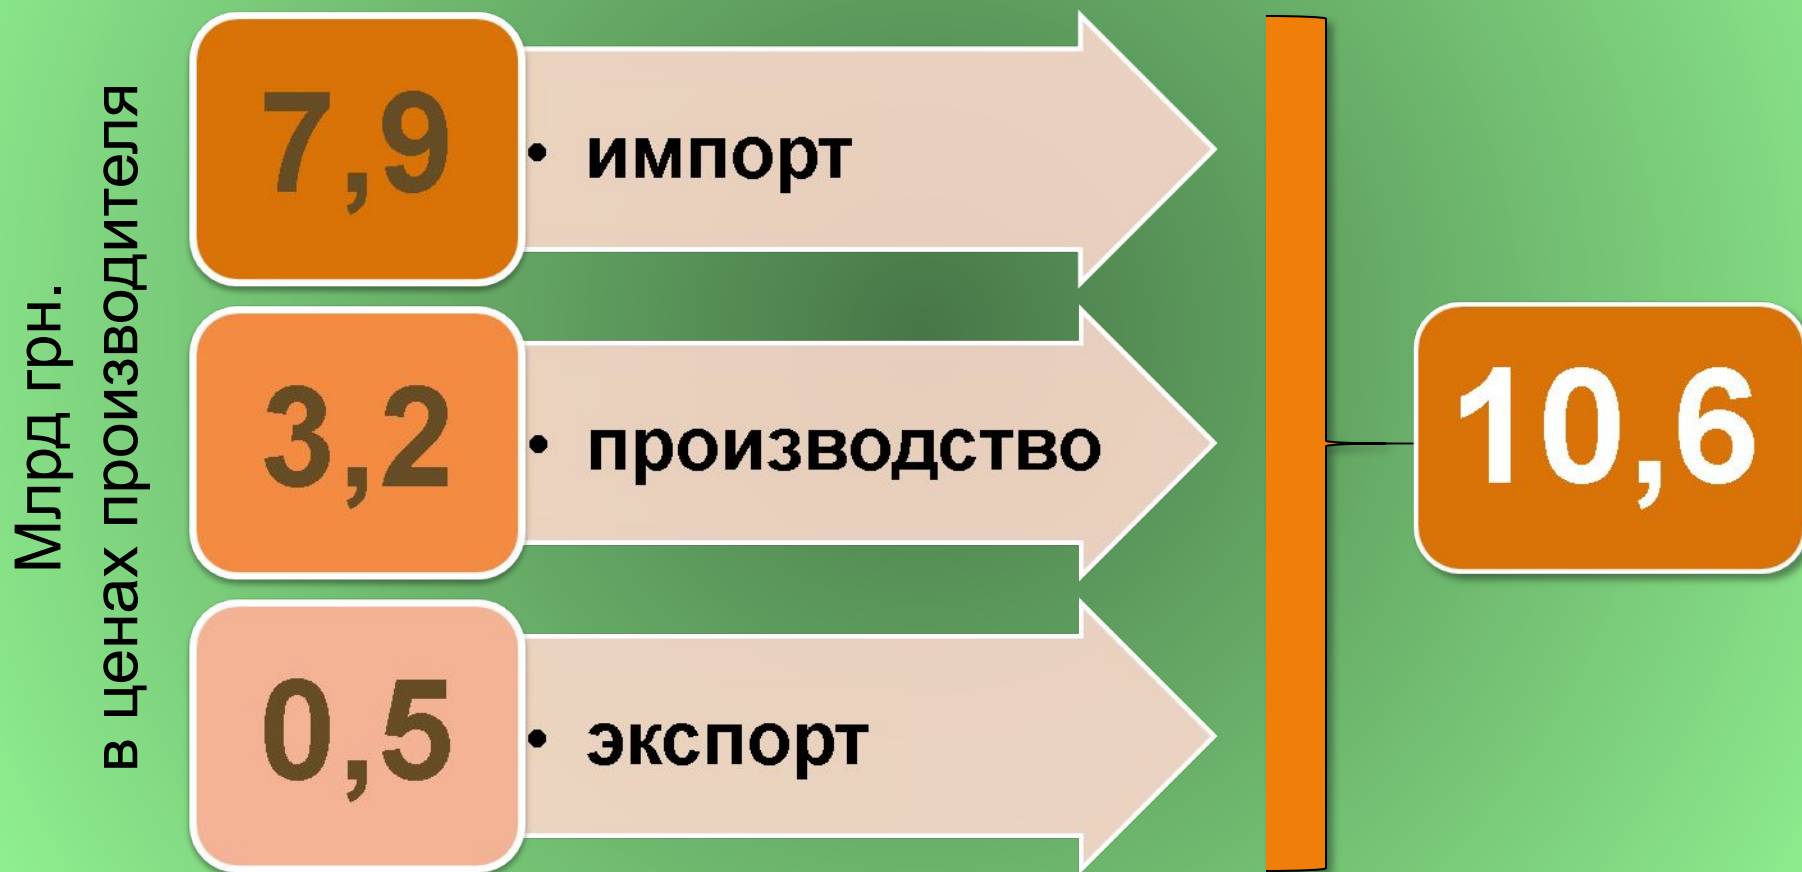 Млрд грн.
в ценах производителя
7,9
• импорт
3,2
• производство
0,5
• экспорт
10,6